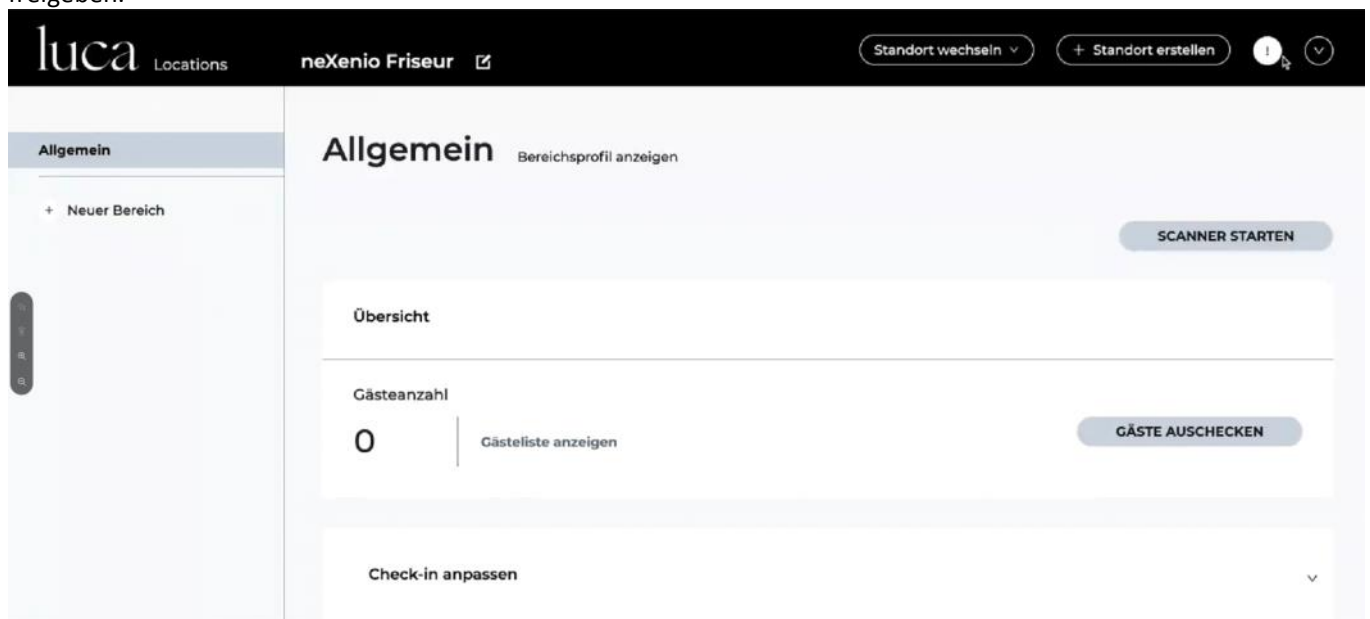 freigeben.
luca Locations
neXenio Friseur
Standort wechseln
+ Standort erstellen
!
Allgemein
+ Neuer Bereich
Allgemein Bereichsprofil anzeigen
SCANNER STARTEN
Übersicht
Gästeanzahl
0
Gästeliste anzeigen
GÄSTE AUSCHECKEN
Check-in anpassen